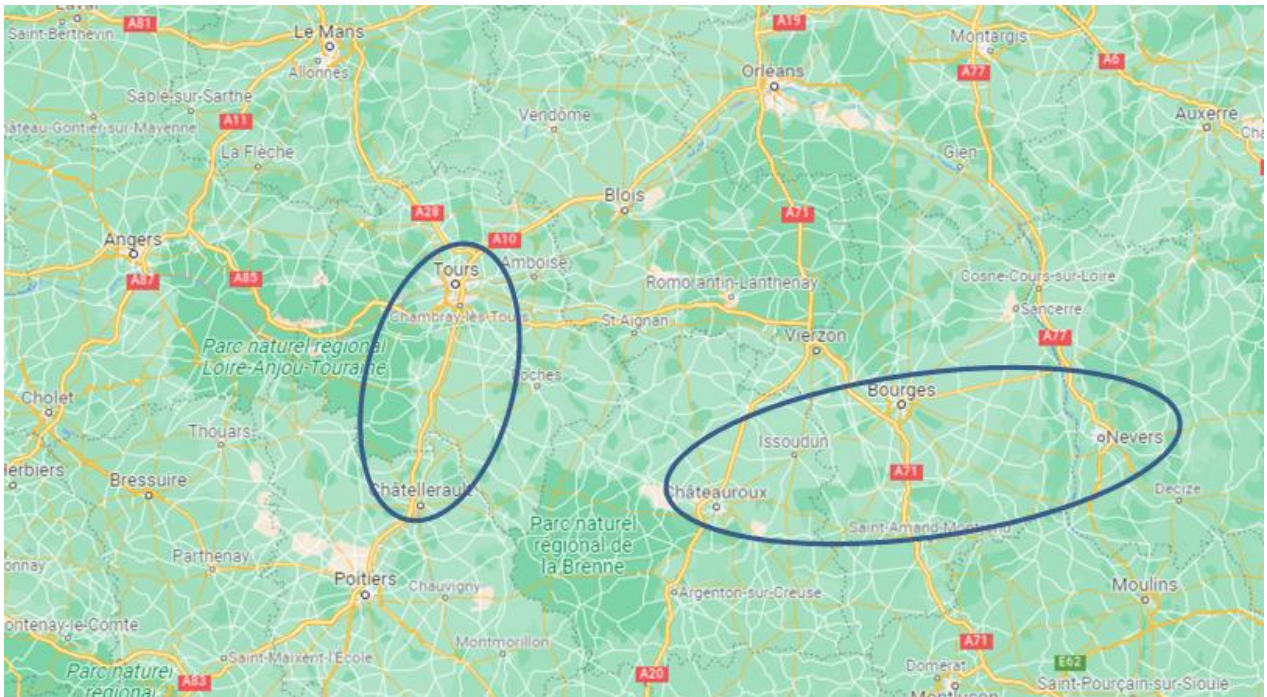 Laval
A81
Saint-Berthevin
Le Mans
Allonnes
A19
Montargis
A77
A6
Orléans
Sablé-sur-Sarthe
Château-Gontier-sur-Mayenne
A11
Vendôme
Auxerre
La Flèche
Gien
Blois
A28
A71
A10
Angers
A87
A85
Tours
Amboise
Romorantin-Lanthenay
Cosne-Cours-sur-Loire
Sancerre
Chambray-lès-Tours
St-Aignan
Vierzon
A77
Parc naturel régional
Loire-Anjou-Touraine
oches
Bourges
Cholet
Thouars
Issoudun
Nevers
Herbiers
Bressuire
A71
Châtellerault
Châteauroux
Decize
Parc naturel
régional de
la Brenne
Saint-Amand-Montrond
Parthenay
onnay
Poitiers
Chauvigny
Argenton-sur-Creuse
Moulins
ontenay-le-Comte
Montmorillon
A71
Saint-Maixent-l'École
E62
Parc naturel
régional
A83
A20
Domérat
Montluçon
Saint-Pourçain-sur-Sioule